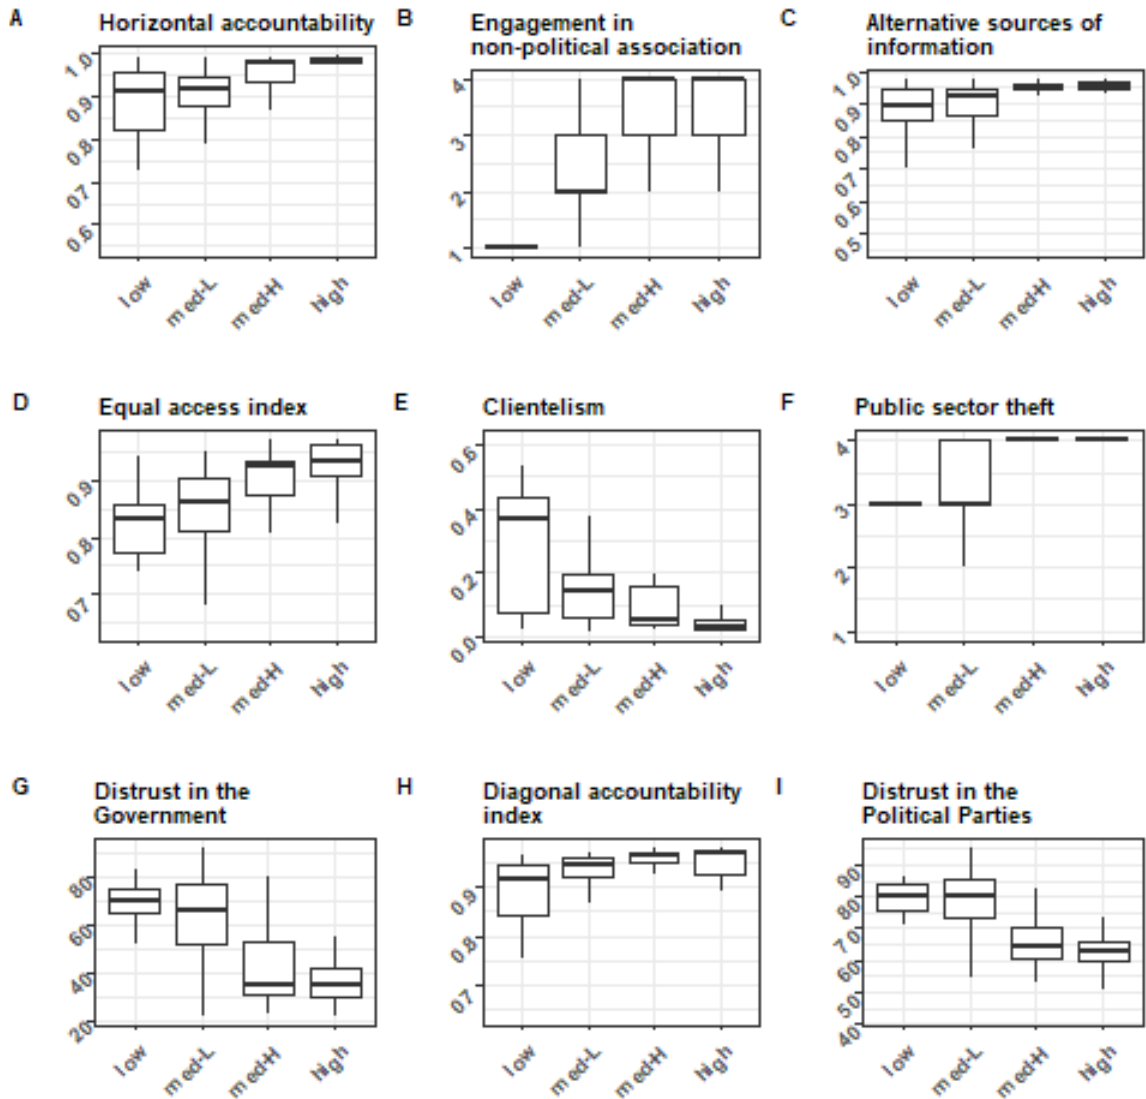 A Horizontal accountability
B Engagement in
non-political association
C Alternative sources of
information
1.0
0.9
0.8
0.7
0.6
4
3
2
1
1.0
0.9
0.8
0.7
0.6
0.5
low med-L med-H high
low med-L med-H high
low med-L med-H high
D Equal access index
E Clientelism
F Public sector theft
0.9
0.8
0.7
0.6
0.4
0.2
0.0
4
3
2
1
low med-L med-H high
low med-L med-H high
low med-L med-H high
G Distrust in the
Government
H Diagonal accountability
index
I Distrust in the
Political Parties
80
60
40
20
0.9
0.8
0.7
90
80
70
60
50
40
low med-L med-H high
low med-L med-H high
low med-L med-H high